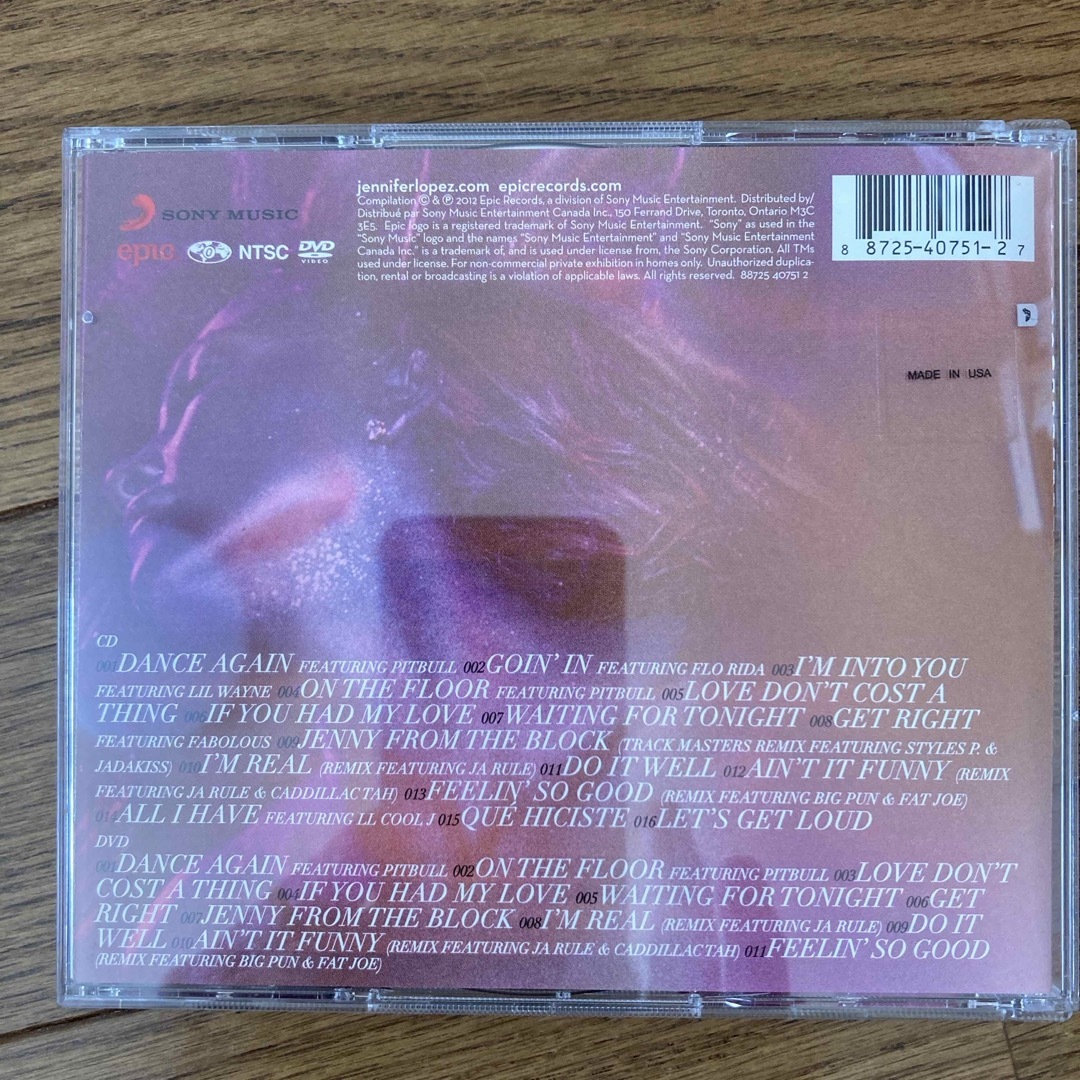 SONY MUSIC
epic NTSC DVD VIDEO
jenniferlopez.com epicrecords.com
Compilation © & ℗ 2012 Epic Records, a division of Sony Music Entertainment. Distributed by/
Distribué par Sony Music Entertainment Canada Inc., 150 Ferrand Drive, Toronto, Ontario M3C
3E5. Epic logo is a registered trademark of Sony Music Entertainment. "Sony" as used in the
"Sony Music" logo and the names "Sony Music Entertainment" and "Sony Music Entertainment
Canada Inc." is a trademark of, and is used under license from, the Sony Corporation. All TMs
used under license. For non-commercial private exhibition in homes only. Unauthorized duplica-
tion, rental or broadcasting is a violation of applicable laws. All rights reserved. 88725 40751 2
8 8725-40751-2 7
MADE IN USA
CD
001 DANCE AGAIN FEATURING PITBULL 002 GOIN' IN FEATURING FLO RIDA 003 I'M INTO YOU
FEATURING LIL WAYNE 004 ON THE FLOOR FEATURING PITBULL 005 LOVE DON'T COST A
THING 006 IF YOU HAD MY LOVE 007 WAITING FOR TONIGHT 008 GET RIGHT
FEATURING FABOLOUS 009 JENNY FROM THE BLOCK (TRACK MASTERS REMIX FEATURING STYLES P. &
JADAKISS) 010 I'M REAL (REMIX FEATURING JA RULE) 011 DO IT WELL 012 AIN'T IT FUNNY (REMIX
FEATURING JA RULE & CADDILLAC TAH) 013 FEELIN' SO GOOD (REMIX FEATURING BIG PUN & FAT JOE)
014 ALL I HAVE FEATURING LL COOL J 015 QUÉ HICISTE 016 LET'S GET LOUD
DVD
001 DANCE AGAIN FEATURING PITBULL 002 ON THE FLOOR FEATURING PITBULL 003 LOVE DON'T
COST A THING 004 IF YOU HAD MY LOVE 005 WAITING FOR TONIGHT 006 GET
RIGHT 007 JENNY FROM THE BLOCK 008 I'M REAL (REMIX FEATURING JA RULE) 009 DO IT
WELL 010 AIN'T IT FUNNY (REMIX FEATURING JA RULE & CADDILLAC TAH) 011 FEELIN' SO GOOD
(REMIX FEATURING BIG PUN & FAT JOE)